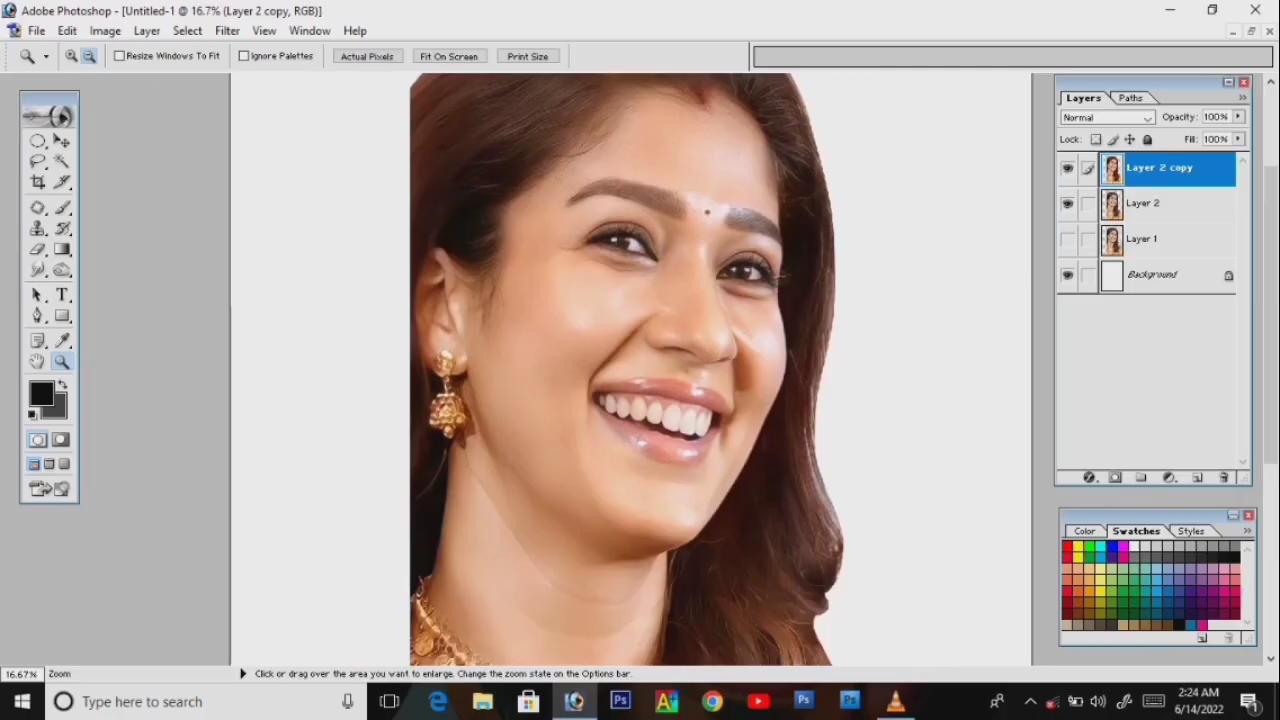 Adobe Photoshop - [Untitled-1 @ 16.7% (Layer 2 copy, RGB)]
File Edit Image Layer Select Filter View Window Help
Resize Windows To Fit Ignore Palettes Actual Pixels Fit On Screen Print Size
Layers Paths
Normal Opacity: 100%
Lock: Fill: 100%
Layer 2 copy
Layer 2
Layer 1
Background
Color Swatches Styles
16.67% Zoom Click or drag over the area you want to enlarge. Change the zoom state on the Options bar.
Type here to search
2:24 AM
6/14/2022